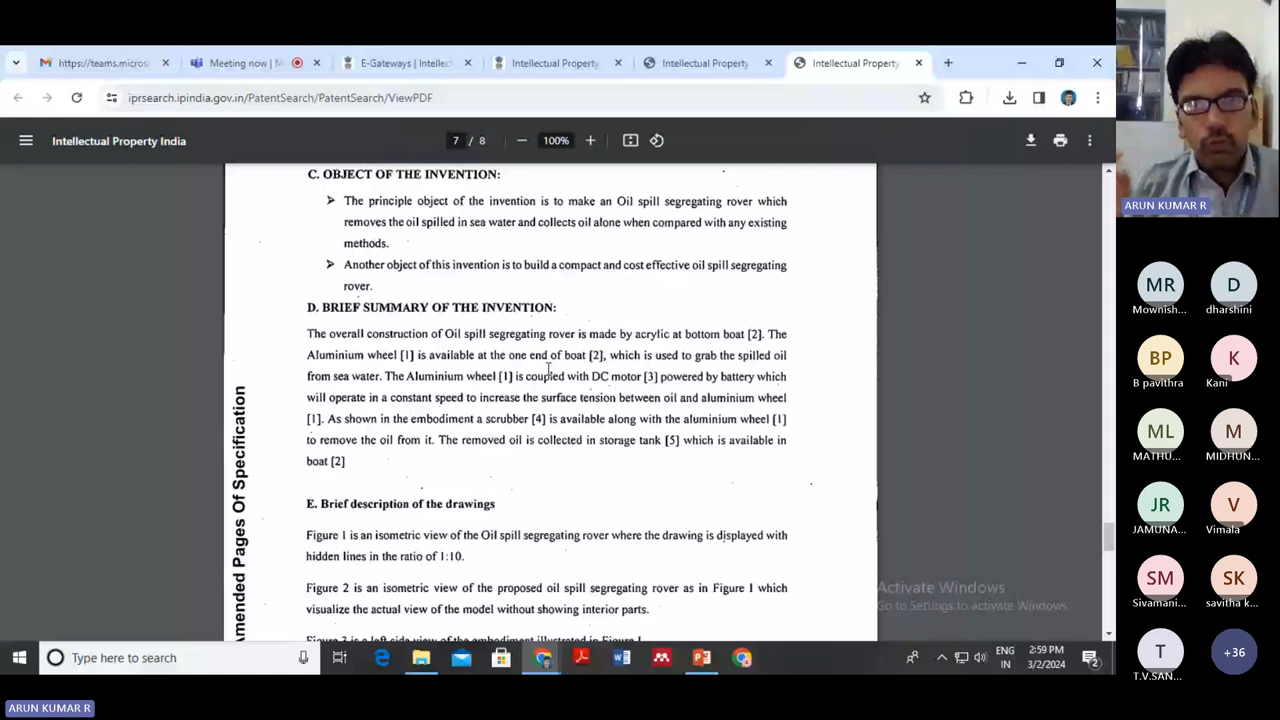 https://teams.micros
Meeting now | M
E-Gateways | Intellec
Intellectual Property
Intellectual Property
Intellectual Property
iprsearch.ipindia.gov.in/PatentSearch/PatentSearch/ViewPDF
Intellectual Property India
7 / 8
100%
C. OBJECT OF THE INVENTION:
➤ The principle object of the invention is to make an Oil spill segregating rover which
removes the oil spilled in sea water and collects oil alone when compared with any existing
methods.
➤ Another object of this invention is to build a compact and cost effective oil spill segregating
rover.
D. BRIEF SUMMARY OF THE INVENTION:
The overall construction of Oil spill segregating rover is made by acrylic at bottom boat [2]. The
Aluminium wheel [1] is available at the one end of boat [2], which is used to grab the spilled oil
from sea water. The Aluminium wheel [1] is coupled with DC motor [3] powered by battery which
will operate in a constant speed to increase the surface tension between oil and aluminium wheel
[1]. As shown in the embodiment a scrubber [4] is available along with the aluminium wheel [1]
to remove the oil from it. The removed oil is collected in storage tank [5] which is available in
boat [2]
E. Brief description of the drawings
Figure 1 is an isometric view of the Oil spill segregating rover where the drawing is displayed with
hidden lines in the ratio of 1:10.
Figure 2 is an isometric view of the proposed oil spill segregating rover as in Figure 1 which
visualize the actual view of the model without showing interior parts.
Figure 3 is a left side view of the embodiment illustrated in Figure 1
Amended Pages Of Specification
Activate Windows
Go to Settings to activate Windows.
Type here to search
ENG
IN
2:59 PM
3/2/2024
2
ARUN KUMAR R
ARUN KUMAR R
MR
Mownish...
D
dharshini
BP
B pavithra
K
Kani
ML
MATHU...
M
MIDHUN...
JR
JAMUNA...
V
Vimala
SM
Sivamani...
SK
savitha k...
T
T.V.SAN...
+36